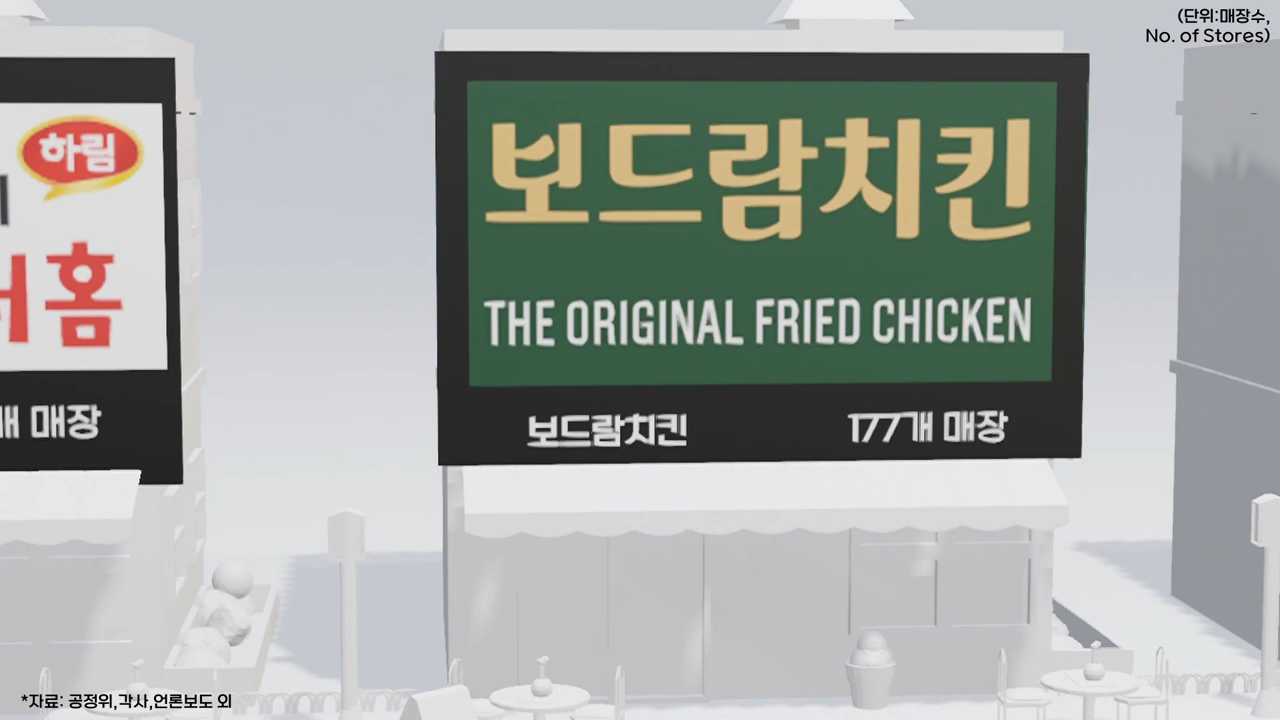 (단위:매장수,
No. of Stores)
하림
홈
매장
보드람치킨
THE ORIGINAL FRIED CHICKEN
보드람치킨
177개 매장
*자료: 공정위,각사,언론보도 외